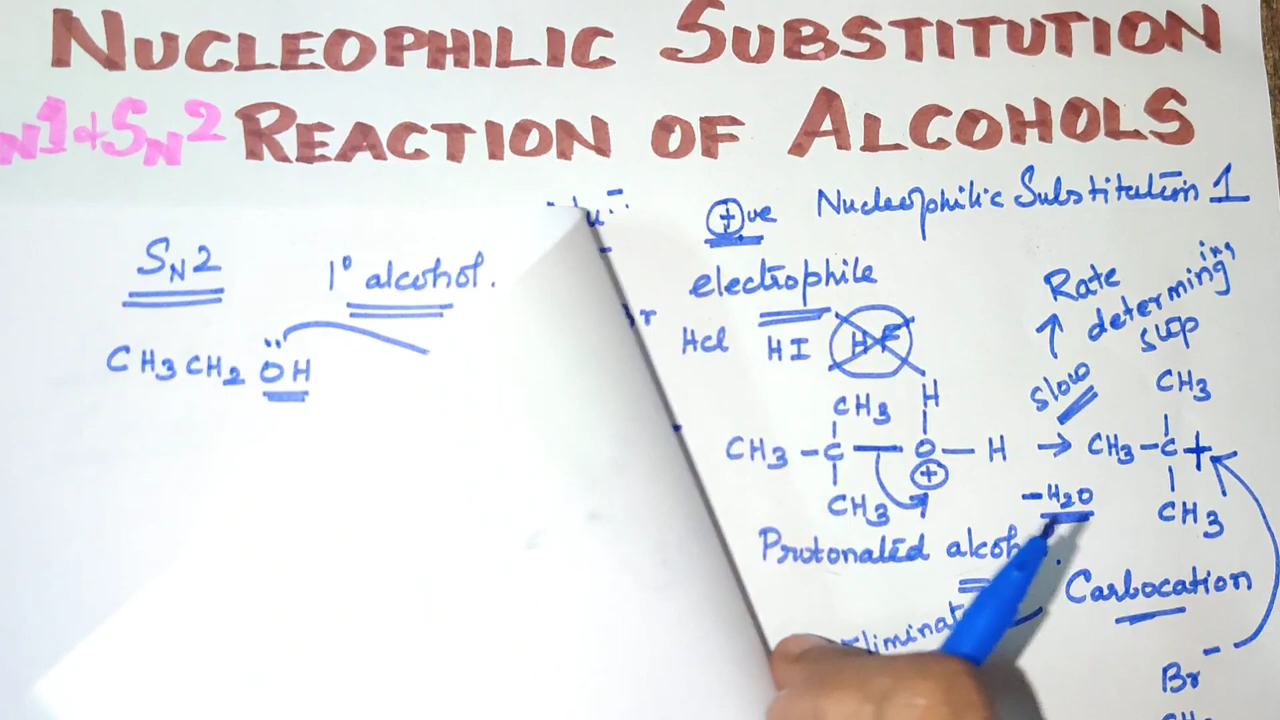 NUCLEOPHILIC SUBSTITUTION
N1+SN2 REACTION OF ALCOHOLS
SN2
1° alcohol.
CH3CH2 ÖH
+ve Nucleophilic Substitution 1
electrophile
HCl HI HF
Rate
determining
step
slow
H
CH3
CH3
CH3 - C - O - H → CH3 - C +
+
CH3
-H2O
CH3
Protonated
Carbocation
Br -